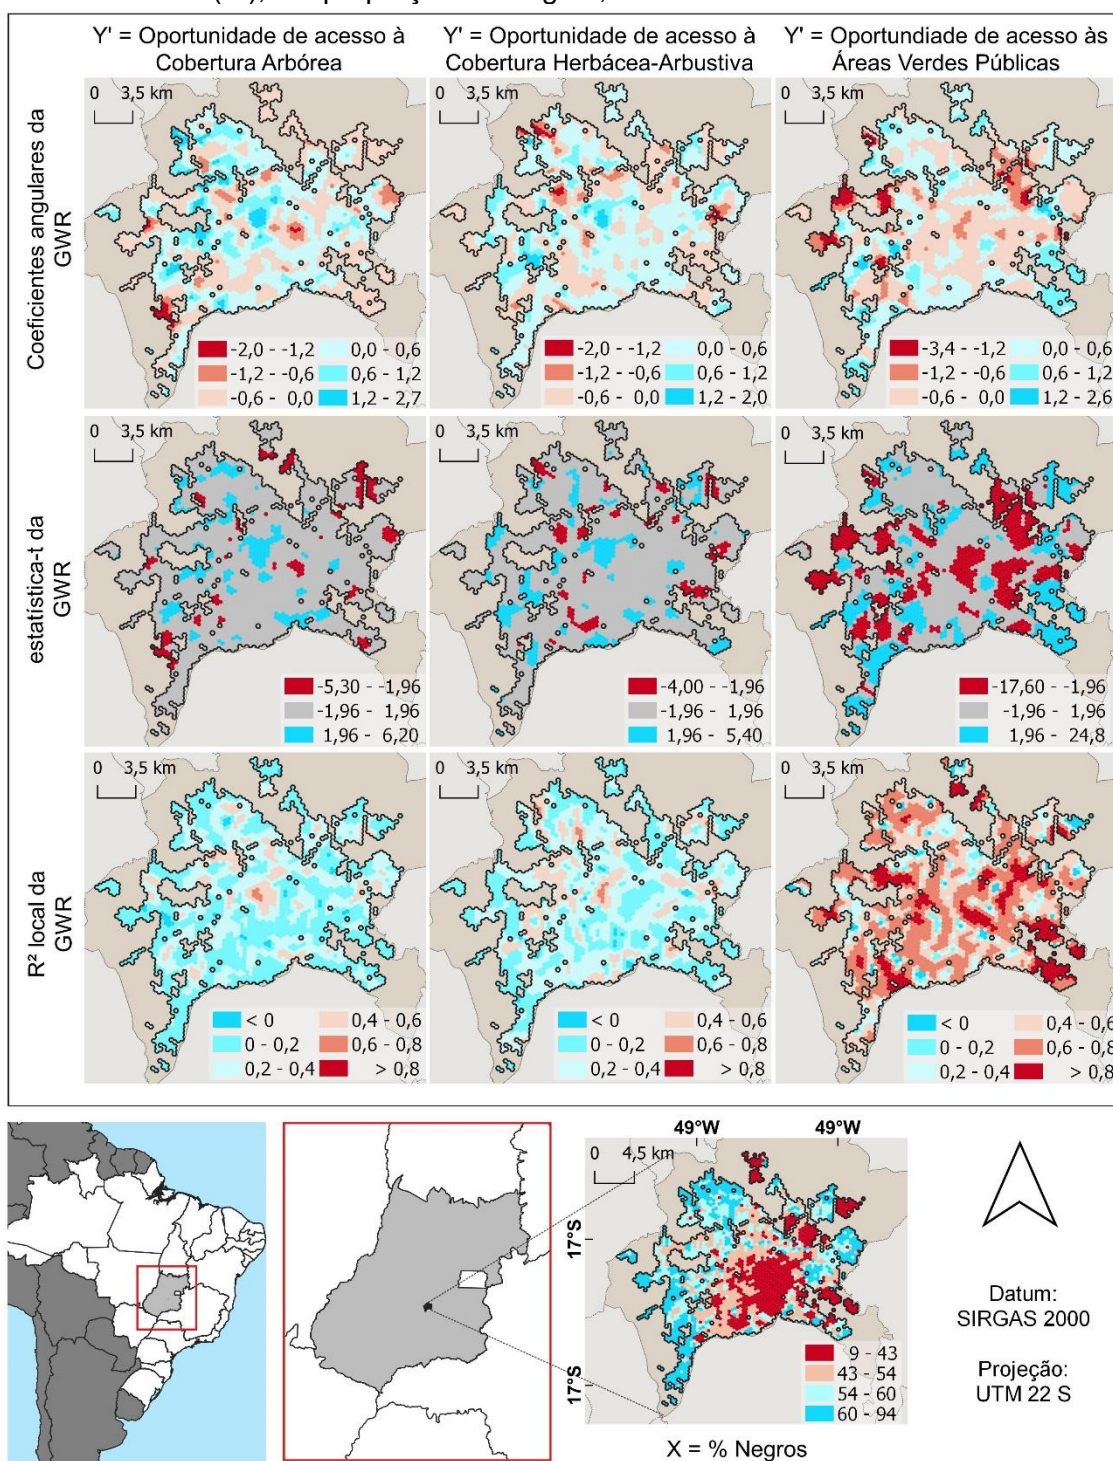 Y' = Oportunidade de acesso à
Cobertura Arbórea
Y' = Oportunidade de acesso à
Cobertura Herbácea-Arbustiva
Y' = Oportundiade de acesso às
Áreas Verdes Públicas
Coeficientes angulares da
GWR
0 3,5 km
-2,0 - -1,2
-1,2 - -0,6
-0,6 - 0,0
0,0 - 0,6
0,6 - 1,2
1,2 - 2,7
0 3,5 km
-2,0 - -1,2
-1,2 - -0,6
-0,6 - 0,0
0,0 - 0,6
0,6 - 1,2
1,2 - 2,0
0 3,5 km
-3,4 - -1,2
-1,2 - -0,6
-0,6 - 0,0
0,0 - 0,6
0,6 - 1,2
1,2 - 2,6
estatística-t da
GWR
0 3,5 km
-5,30 - -1,96
-1,96 - 1,96
1,96 - 6,20
0 3,5 km
-4,00 - -1,96
-1,96 - 1,96
1,96 - 5,40
0 3,5 km
-17,60 - -1,96
-1,96 - 1,96
1,96 - 24,8
R² local da
GWR
0 3,5 km
< 0
0 - 0,2
0,2 - 0,4
0,4 - 0,6
0,6 - 0,8
> 0,8
0 3,5 km
< 0
0 - 0,2
0,2 - 0,4
0,4 - 0,6
0,6 - 0,8
> 0,8
0 3,5 km
< 0
0 - 0,2
0,2 - 0,4
0,4 - 0,6
0,6 - 0,8
> 0,8
49°W 49°W
0 4,5 km
17°S
17°S
9 - 43
43 - 54
54 - 60
60 - 94
X = % Negros
Datum:
SIRGAS 2000
Projeção:
UTM 22 S